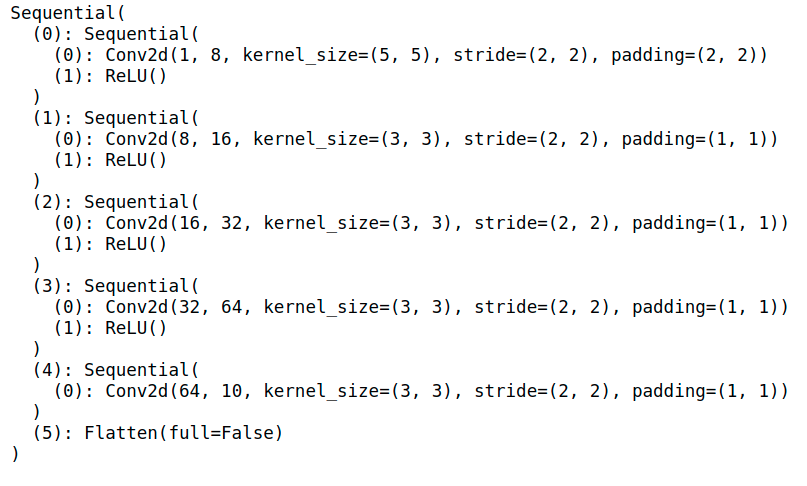 Sequential(
  (0): Sequential(
    (0): Conv2d(1, 8, kernel_size=(5, 5), stride=(2, 2), padding=(2, 2))
    (1): ReLU()
  )
  (1): Sequential(
    (0): Conv2d(8, 16, kernel_size=(3, 3), stride=(2, 2), padding=(1, 1))
    (1): ReLU()
  )
  (2): Sequential(
    (0): Conv2d(16, 32, kernel_size=(3, 3), stride=(2, 2), padding=(1, 1))
    (1): ReLU()
  )
  (3): Sequential(
    (0): Conv2d(32, 64, kernel_size=(3, 3), stride=(2, 2), padding=(1, 1))
    (1): ReLU()
  )
  (4): Sequential(
    (0): Conv2d(64, 10, kernel_size=(3, 3), stride=(2, 2), padding=(1, 1))
  )
  (5): Flatten(full=False)
)